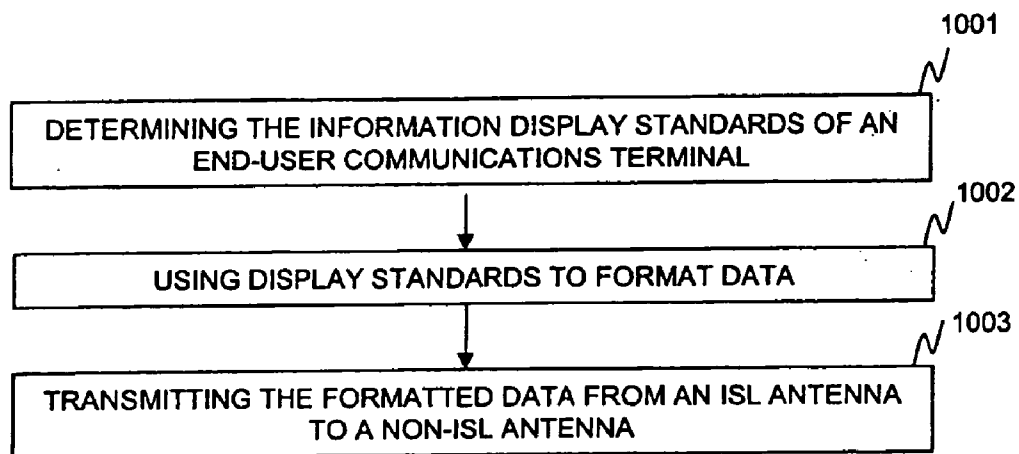 1001
DETERMINING THE INFORMATION DISPLAY STANDARDS OF AN
END-USER COMMUNICATIONS TERMINAL
1002
USING DISPLAY STANDARDS TO FORMAT DATA
1003
TRANSMITTING THE FORMATTED DATA FROM AN ISL ANTENNA
TO A NON-ISL ANTENNA